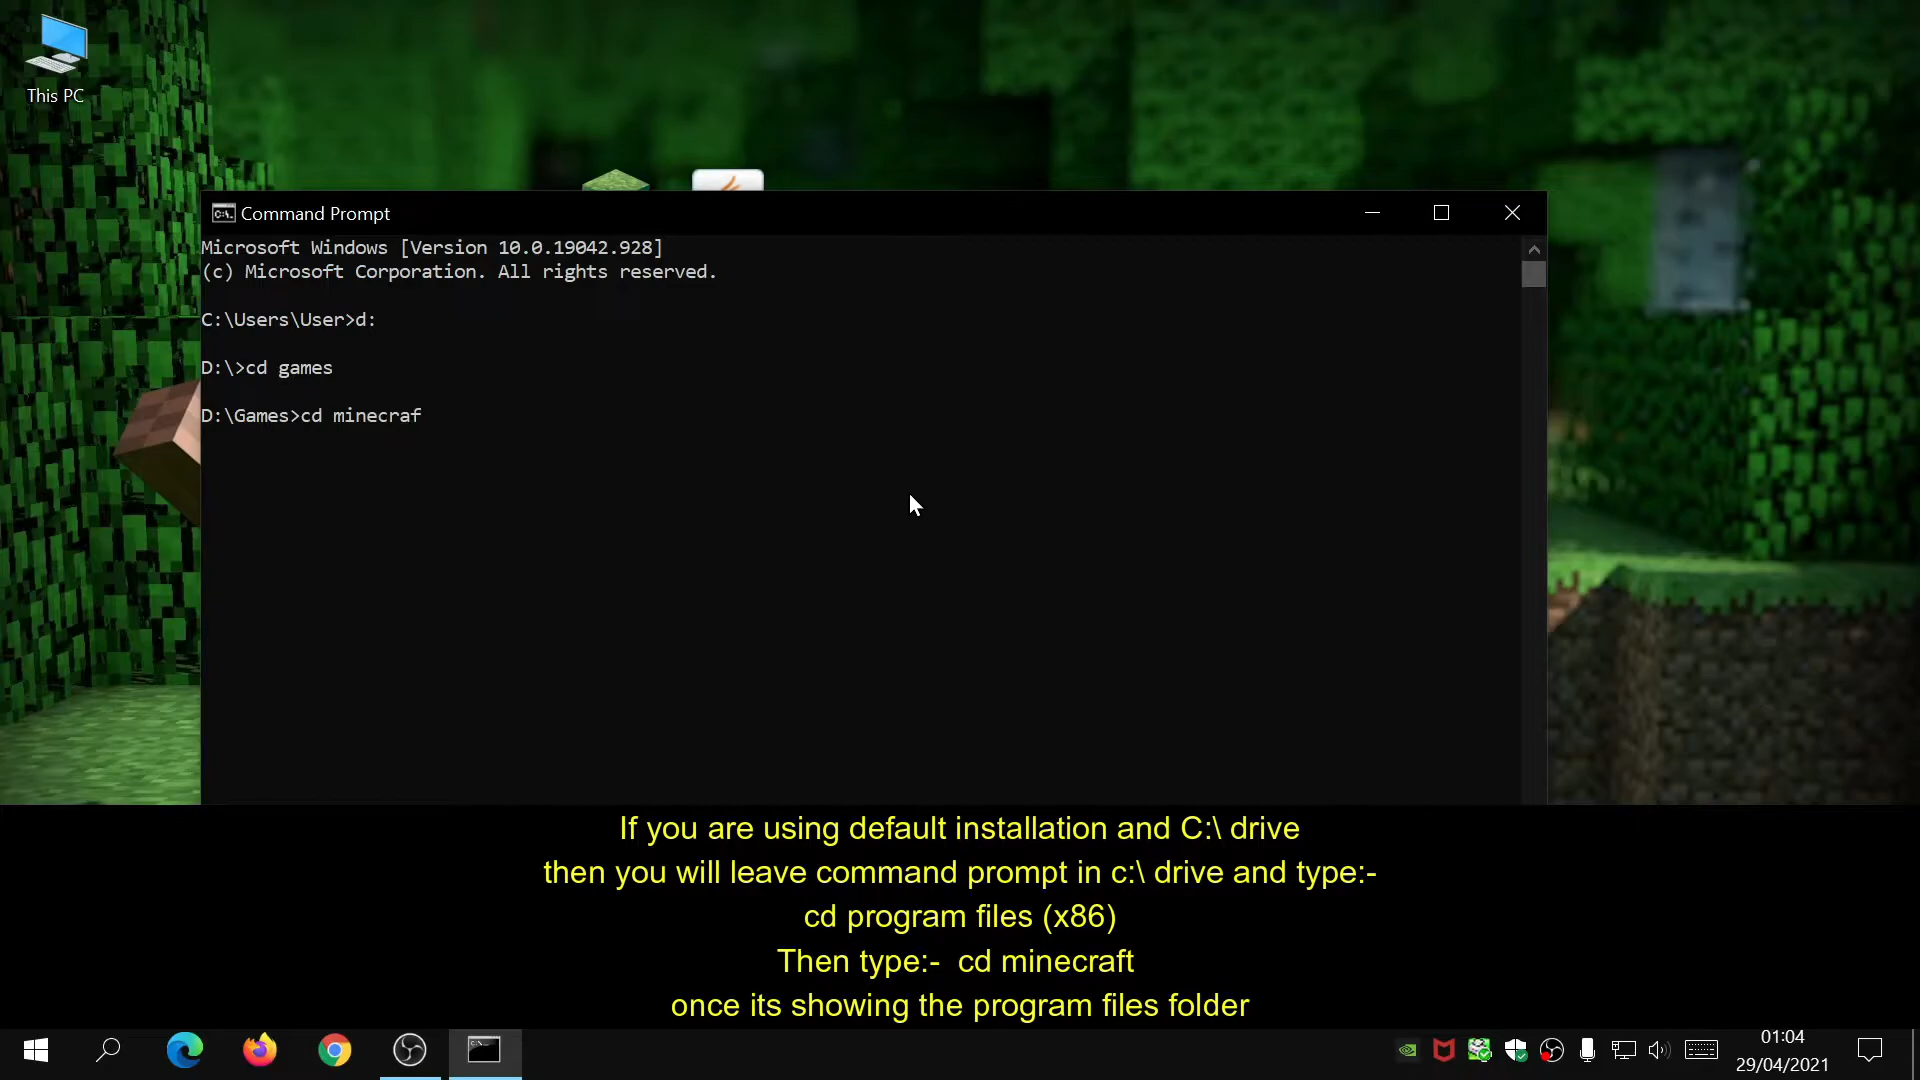 This PC
Command Prompt
Microsoft Windows [Version 10.0.19042.928]
(c) Microsoft Corporation. All rights reserved.
C:\Users\User>d:
D:\>cd games
D:\Games>cd minecraf
If you are using default installation and C:\ drive
then you will leave command prompt in c:\ drive and type:-
cd program files (x86)
Then type:-  cd minecraft
once its showing the program files folder
01:04
29/04/2021